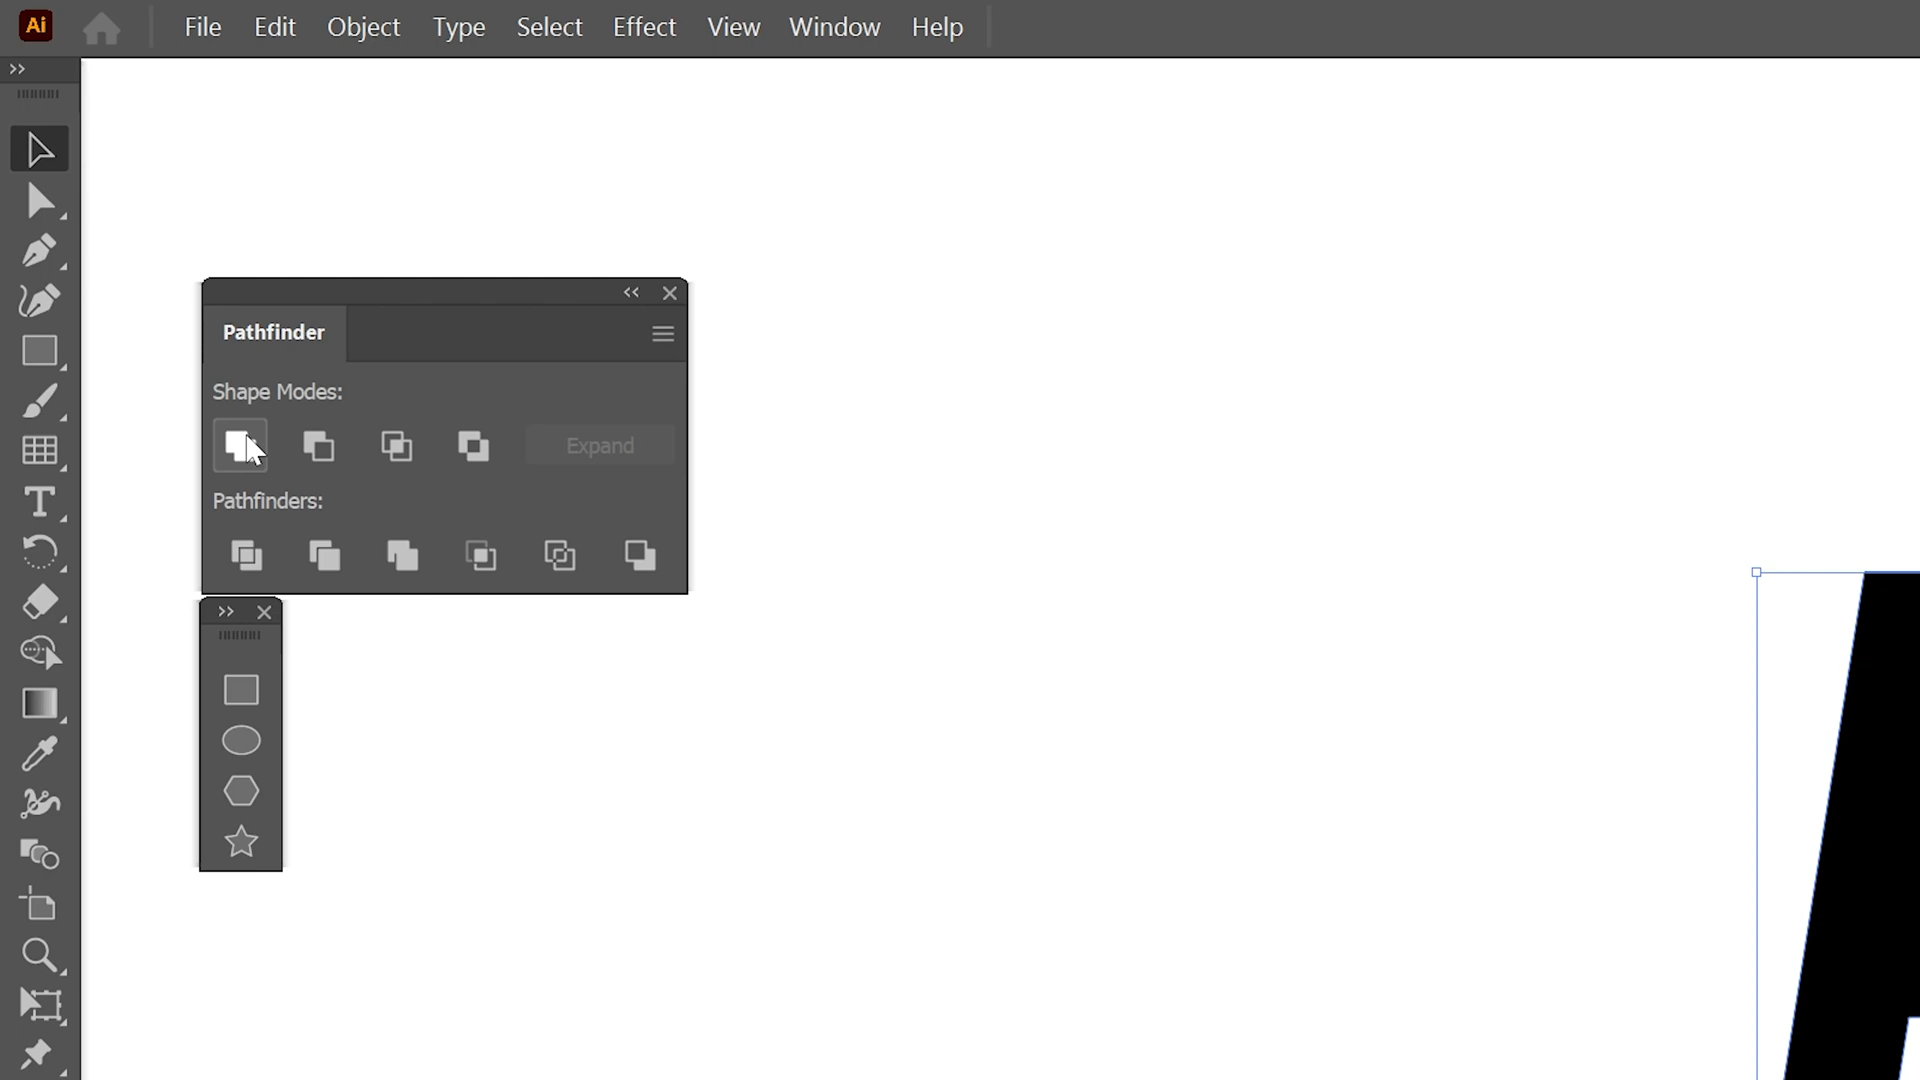 Ai File Edit Object Type Select Effect View Window Help
Pathfinder
Shape Modes:
Expand
Pathfinders: